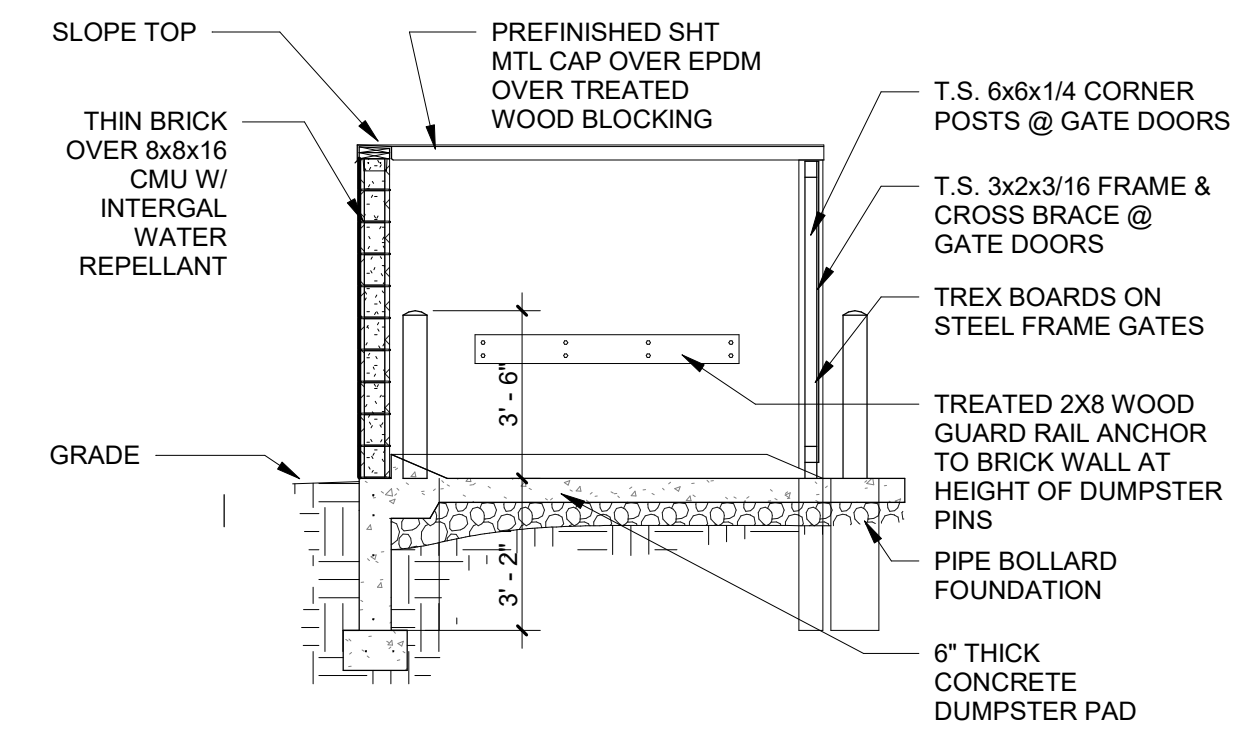 SLOPE TOP
PREFINISHED SHT
MTL CAP OVER EPDM
OVER TREATED
WOOD BLOCKING
THIN BRICK
OVER 8x8x16
CMU W/
INTERGAL
WATER
REPELLANT
GRADE
3' - 6"
3' - 2"
T.S. 6x6x1/4 CORNER
POSTS @ GATE DOORS
T.S. 3x2x3/16 FRAME &
CROSS BRACE @
GATE DOORS
TREX BOARDS ON
STEEL FRAME GATES
TREATED 2X8 WOOD
GUARD RAIL ANCHOR
TO BRICK WALL AT
HEIGHT OF DUMPSTER
PINS
PIPE BOLLARD
FOUNDATION
6" THICK
CONCRETE
DUMPSTER PAD